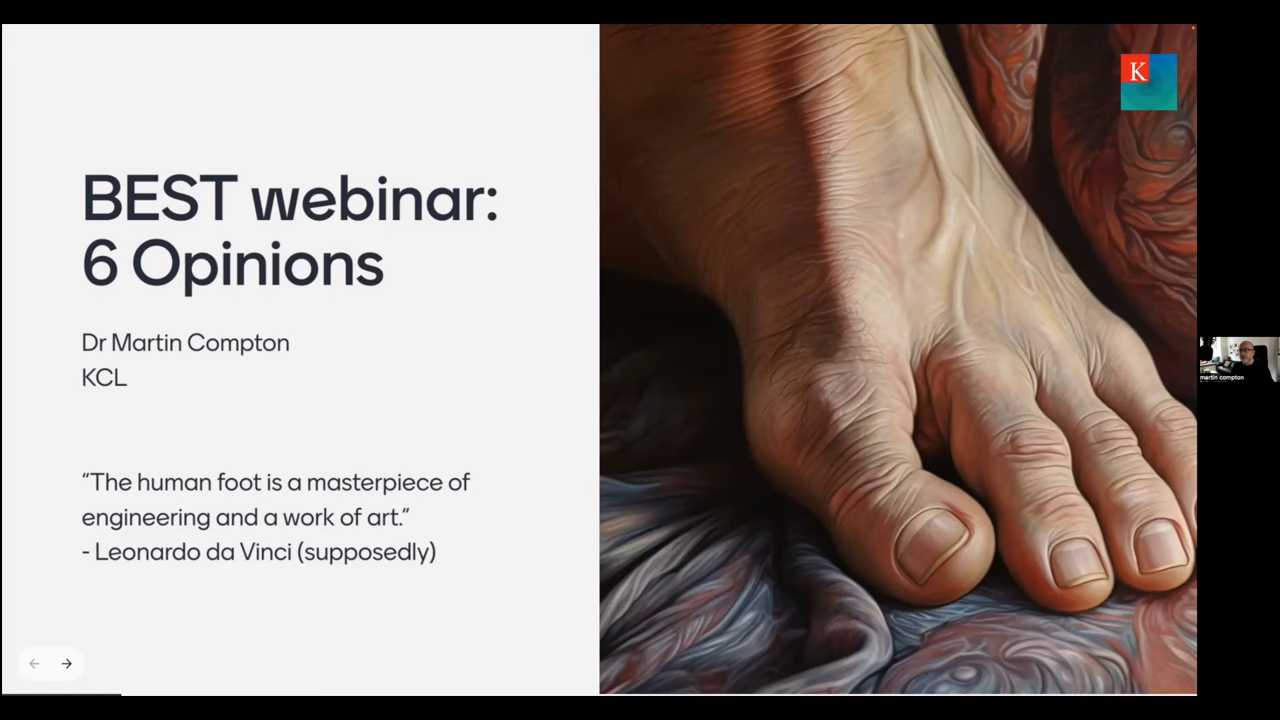 BEST webinar:
6 Opinions
Dr Martin Compton
KCL
“The human foot is a masterpiece of
engineering and a work of art.”
- Leonardo da Vinci (supposedly)
K
martin compton